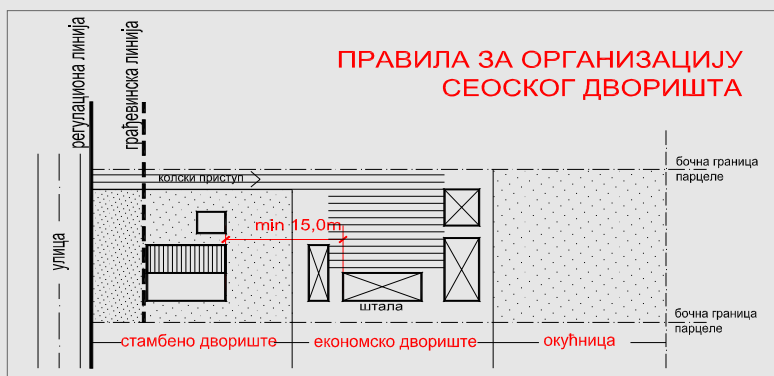 ПРАВИЛА ЗА ОРГАНИЗАЦИЈУ
СЕОСКОГ ДВОРИШТА
регулациона линија
грађевинска линија
бочна граница
парцеле
колски приступ
min 15,0m
улица
штала
бочна граница
парцеле
стамбено двориште
економско двориште
окућница